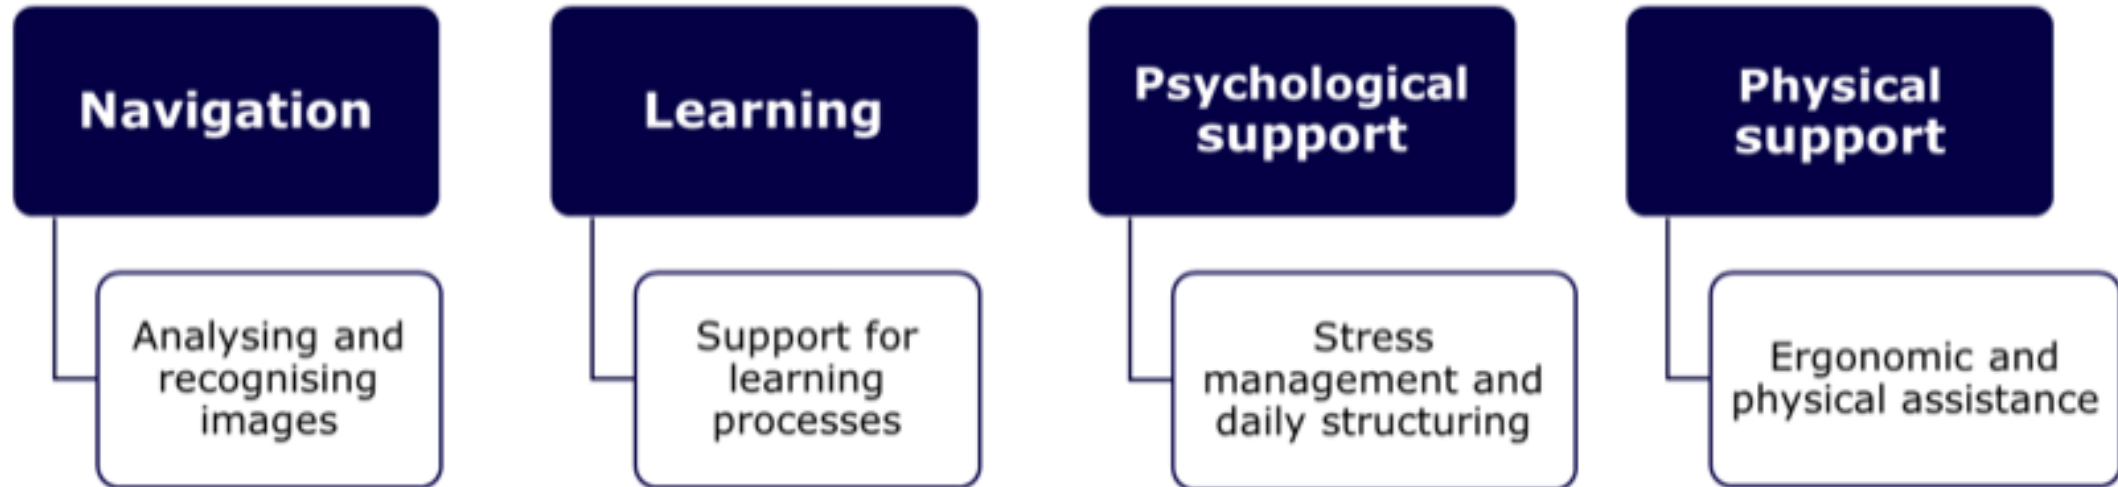 Navigation
Learning
Psychological
support
Physical
support
Analysing and
recognising
images
Support for
learning
processes
Stress
management and
daily structuring
Ergonomic and
physical assistance